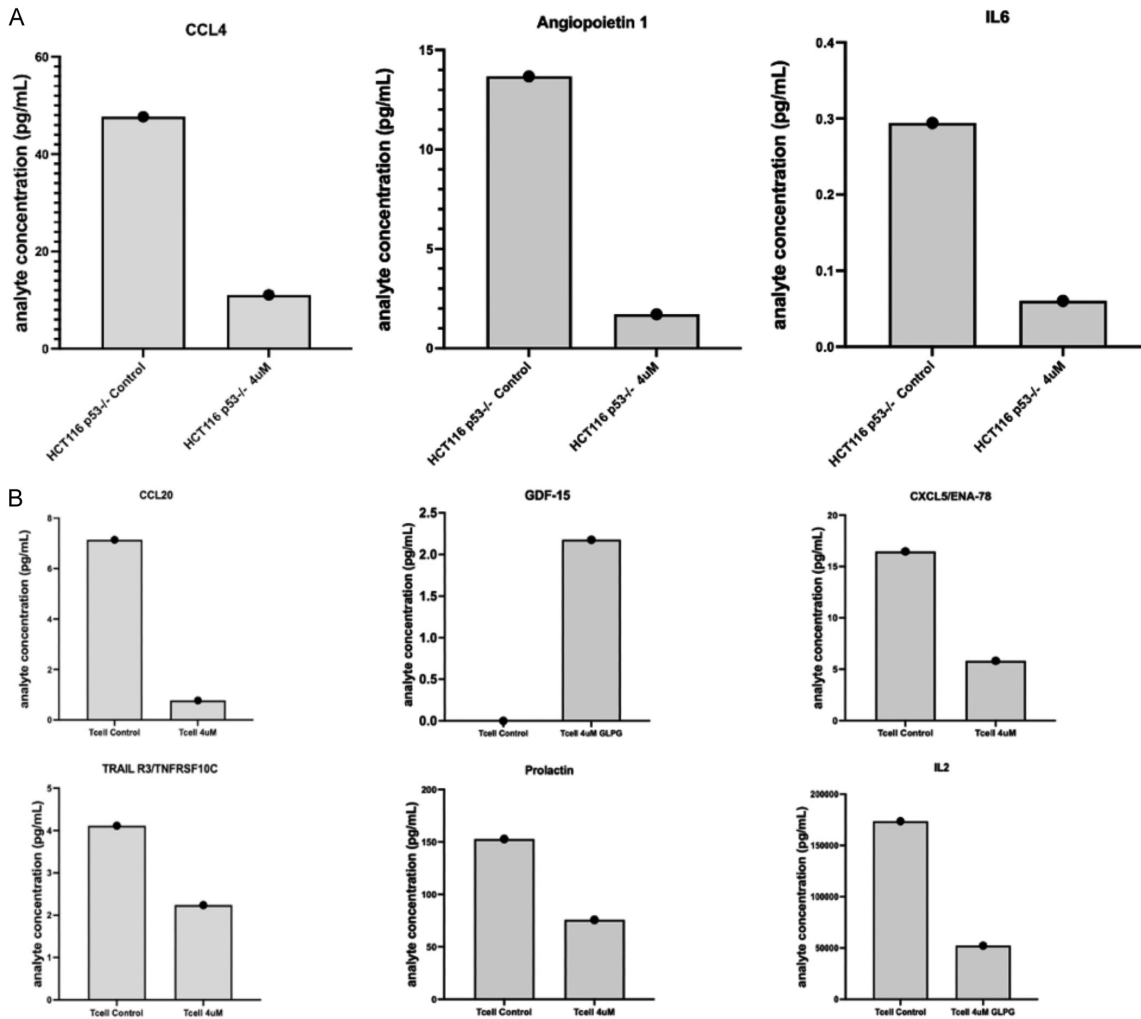 A
CCL4
analyte concentration (pg/mL)
60
40
20
0
HCT116 p53-/- Control
HCT116 p53-/- 4uM
Angiopoietin 1
analyte concentration (pg/mL)
15
10
5
0
HCT116 p53-/- Control
HCT116 p53-/- 4uM
IL6
analyte concentration (pg/mL)
0.4
0.3
0.2
0.1
0.0
HCT116 p53-/- Control
HCT116 p53-/- 4uM
B
CCL20
analyte concentration (pg/mL)
8
6
4
2
0
Tcell Control
Tcell 4uM
GDF-15
analyte concentration (pg/mL)
2.5
2.0
1.5
1.0
0.5
0.0
Tcell Control
Tcell 4uM GLPG
CXCL5/ENA-78
analyte concentration (pg/mL)
20
15
10
5
0
Tcell Control
Tcell 4uM
TRAIL R3/TNFRSF10C
analyte concentration (pg/mL)
5
4
3
2
1
0
Tcell Control
Tcell 4uM
Prolactin
analyte concentration (pg/mL)
200
150
100
50
0
Tcell Control
Tcell 4uM
IL2
analyte concentration (pg/mL)
200000
150000
100000
50000
0
Tcell Control
Tcell 4uM GLPG